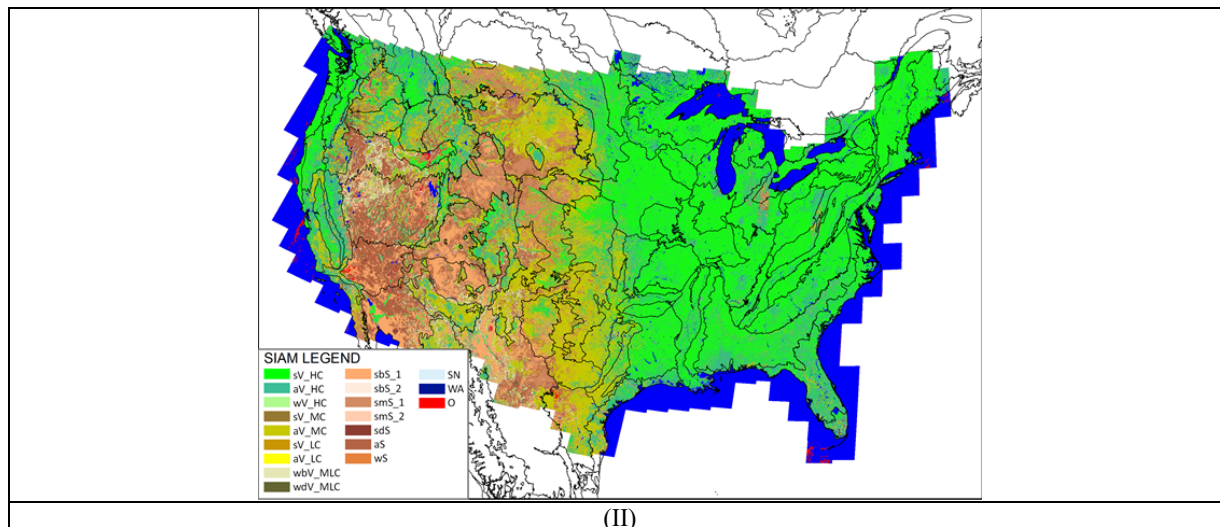 SIAM LEGEND
sV_HC
aV_HC
wV_HC
sV_MC
aV_MC
sV_LC
aV_LC
wbV_MLC
wdV_MLC
sbS_1
sbS_2
smS_1
smS_2
sdS
aS
wS
SN
WA
O
(II)